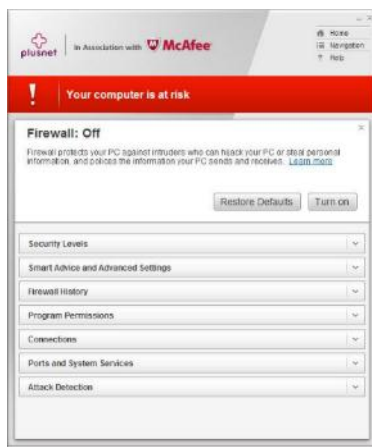 plusnet
In Association with McAfee
Home
Navigation
Help
! Your computer is at risk
Firewall: Off
Firewall protects your PC against intruders who can hijack your PC or steal personal
information, and polices the information your PC sends and receives. Learn more
Restore Defaults
Turn on
Security Levels
Smart Advice and Advanced Settings
Firewall History
Program Permissions
Connections
Ports and System Services
Attack Detection